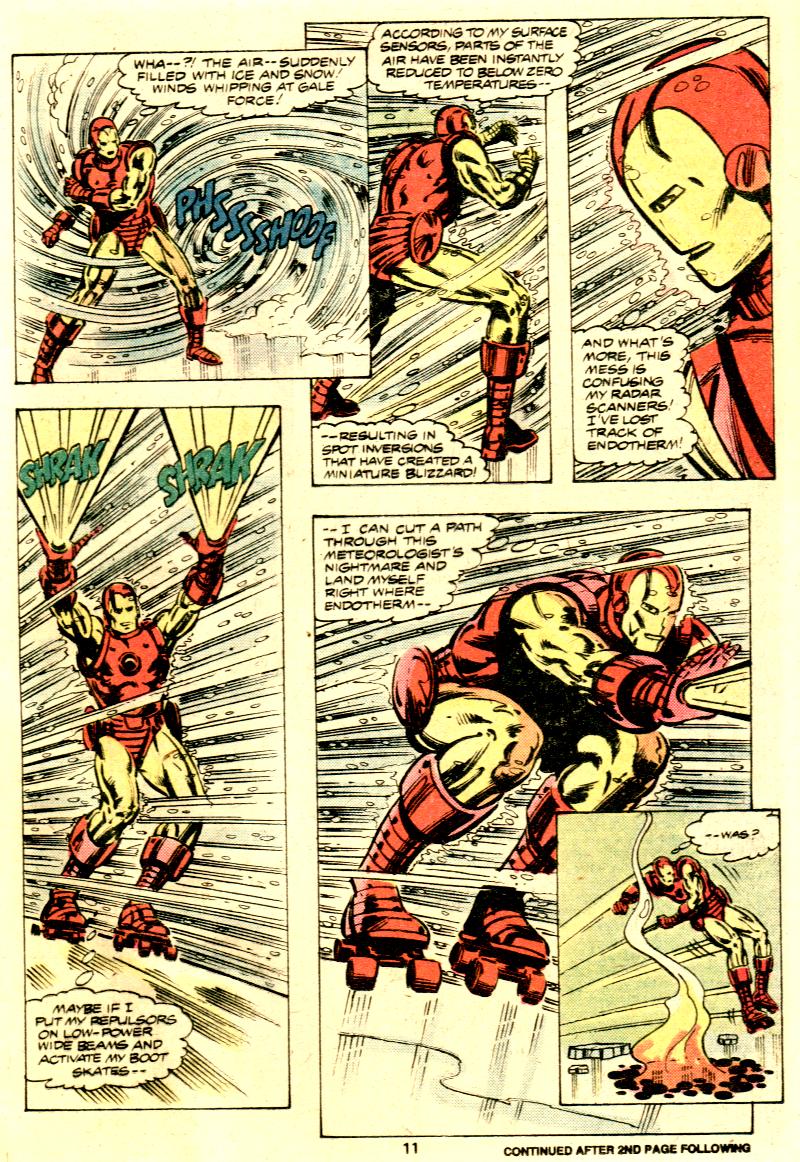 WHA--?! THE AIR--SUDDENLY
FILLED WITH ICE AND SNOW!
WINDS WHIPPING AT GALE
FORCE!
PHSSSSSHOOF
ACCORDING TO MY SURFACE
SENSORS, PARTS OF THE
AIR HAVE BEEN INSTANTLY
REDUCED TO BELOW ZERO
TEMPERATURES--
--RESULTING IN
SPOT INVERSIONS
THAT HAVE CREATED A
MINIATURE BLIZZARD!
AND WHAT'S
MORE, THIS
MESS IS
CONFUSING
MY RADAR
SCANNERS!
I'VE LOST
TRACK OF
ENDOTHERM!
SHRAK
SHRAK
MAYBE IF I
PUT MY REPULSORS
ON LOW-POWER
WIDE BEAMS AND
ACTIVATE MY BOOT
SKATES--
--I CAN CUT A PATH
THROUGH THIS
METEOROLOGIST'S
NIGHTMARE AND
LAND MYSELF
RIGHT WHERE
ENDOTHERM--
--WAS?
11
CONTINUED AFTER 2ND PAGE FOLLOWING